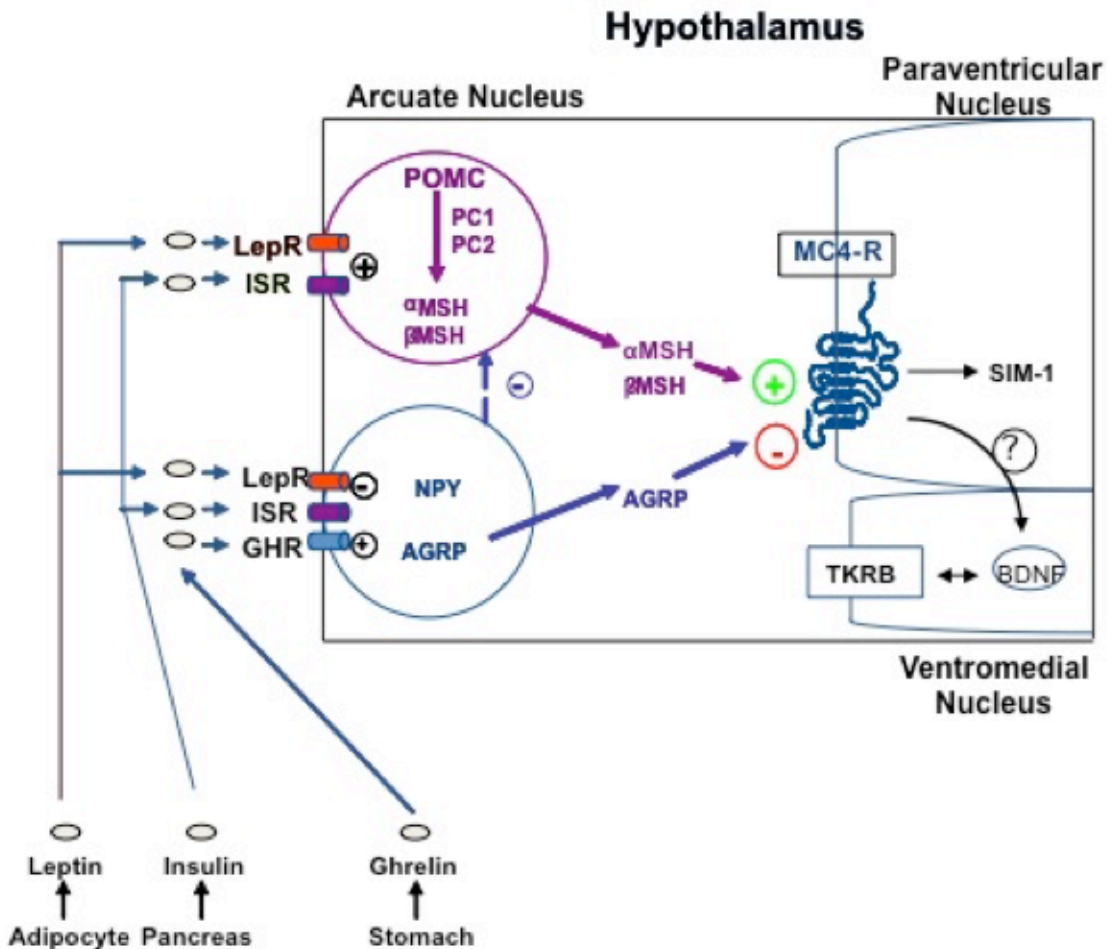 Hypothalamus
Paraventricular
Nucleus
Arcuate Nucleus
POMC
PC1
PC2
LepR
+
ISR
αMSH
βMSH
MC4-R
αMSH
βMSH
+
-
SIM-1
-
?
LepR
-
ISR
GHR
+
NPY
AGRP
AGRP
TKRB
BDNF
Ventromedial
Nucleus
Leptin
Insulin
Ghrelin
Adipocyte
Pancreas
Stomach